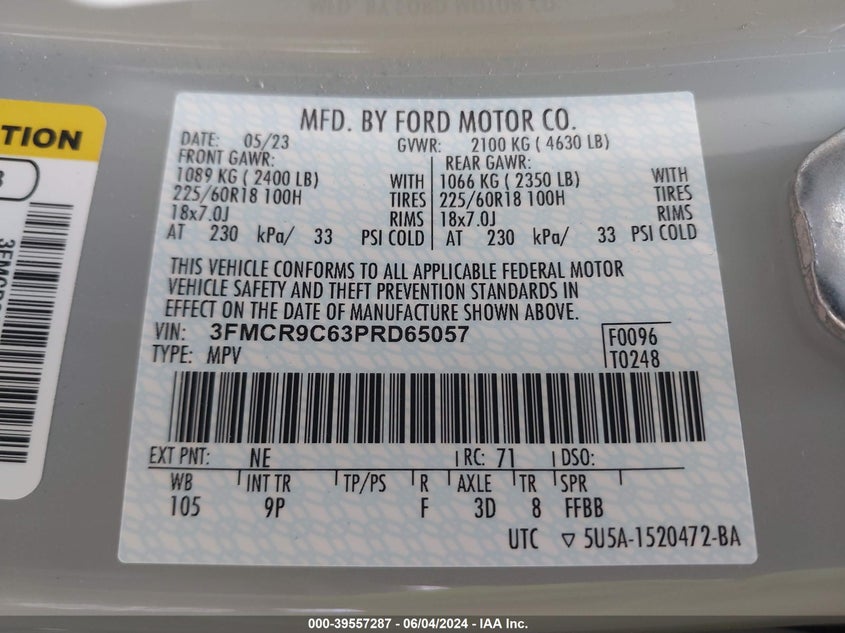 MFD. BY FORD MOTOR CO.
TION
MFD. BY FORD MOTOR CO.
DATE: 05/23 GVWR: 2100 KG ( 4630 LB)
FRONT GAWR: REAR GAWR:
1089 KG ( 2400 LB) WITH 1066 KG ( 2350 LB) WITH
225/60R18 100H TIRES 225/60R18 100H TIRES
18x7.0J RIMS 18x7.0J RIMS
AT 230 kPa/ 33 PSI COLD AT 230 kPa/ 33 PSI COLD
THIS VEHICLE CONFORMS TO ALL APPLICABLE FEDERAL MOTOR
VEHICLE SAFETY AND THEFT PREVENTION STANDARDS IN
EFFECT ON THE DATE OF MANUFACTURE SHOWN ABOVE.
VIN: 3FMCR9C63PRD65057 F0096
TYPE: MPV T0248
EXT PNT: NE RC: 71 DSO:
WB INT TR TP/PS R AXLE TR SPR
105 9P F 3D 8 FFBB
UTC ▽ 5U5A-1520472-BA
000-39557287 - 06/04/2024 - IAA Inc.